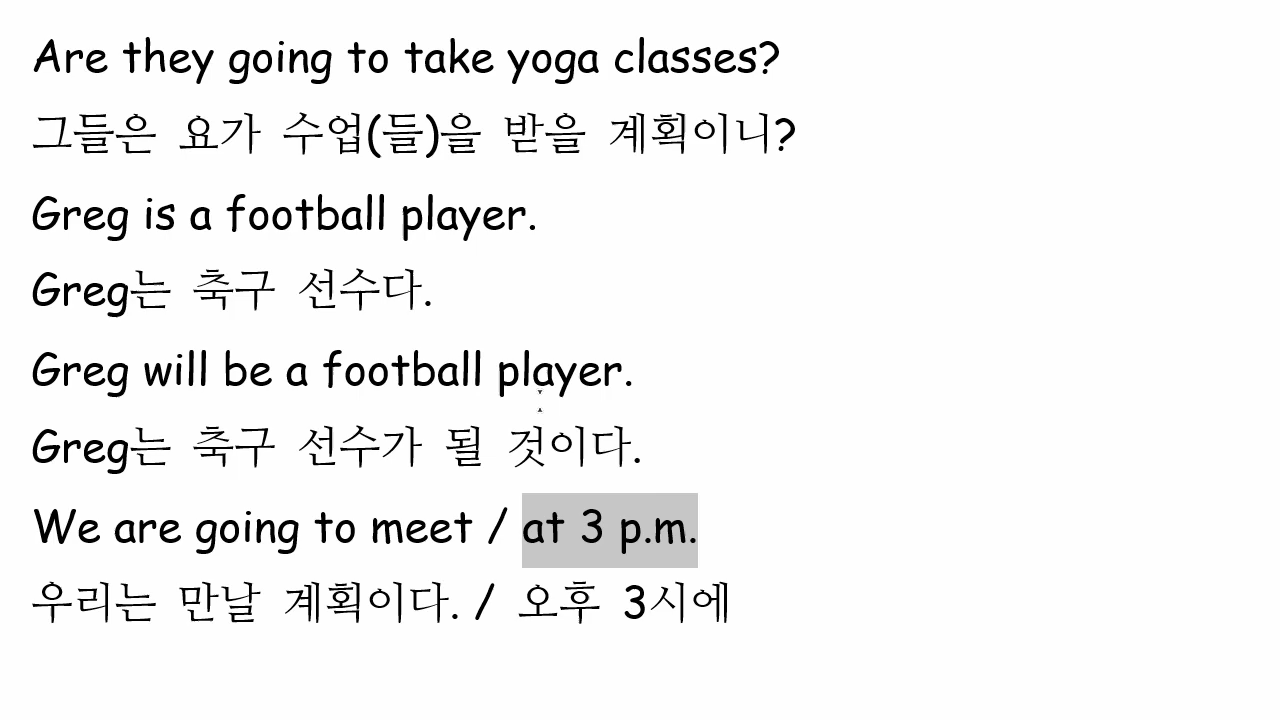 Are they going to take yoga classes?
그들은 요가 수업(들)을 받을 계획이니?
Greg is a football player.
Greg는 축구 선수다.
Greg will be a football player.
Greg는 축구 선수가 될 것이다.
We are going to meet / at 3 p.m.
우리는 만날 계획이다. / 오후 3시에